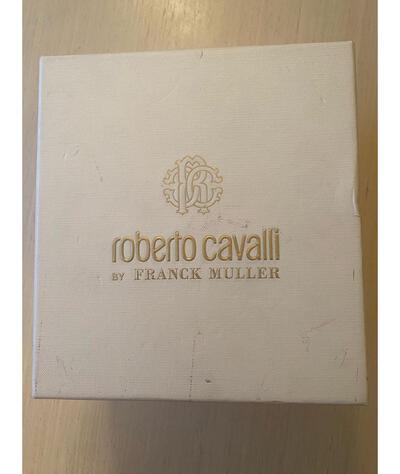 roberto cavalli
BY FRANCK MULLER